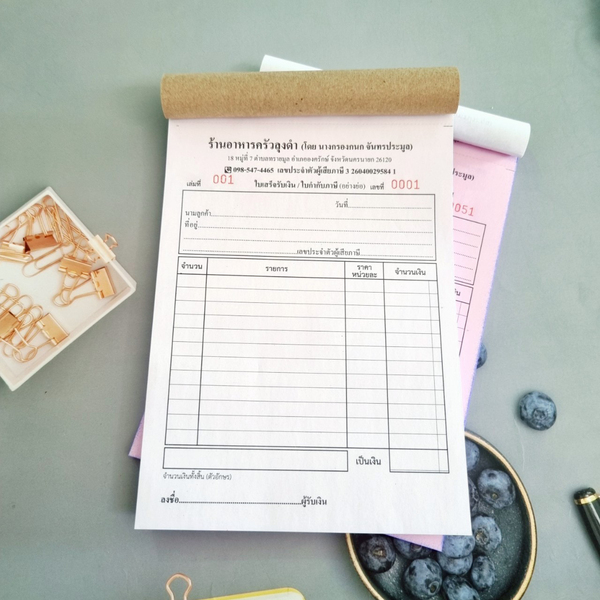 ร้านอาหารครัวลุงดำ (โดย นางกรองกนก จันทรประมูล)
18 หมู่ที่ 7 ตำบลทรายมูล อำเภอองครักษ์ จังหวัดนครนายก 26120
098-547-4465 เลขประจำตัวผู้เสียภาษี 3 26040029584 1
เล่มที่ 001 ใบเสร็จรับเงิน / ใบกำกับภาษี (อย่างย่อ) เลขที่ 0001
วันที่
นามลูกค้า
ที่อยู่
เลขประจำตัวผู้เสียภาษี
จำนวน รายการ ราคาหน่วยละ จำนวนเงิน
เป็นเงิน
จำนวนเงินทั้งสิ้น (ตัวอักษร)
ลงชื่อ ผู้รับเงิน
ระมูล)
051